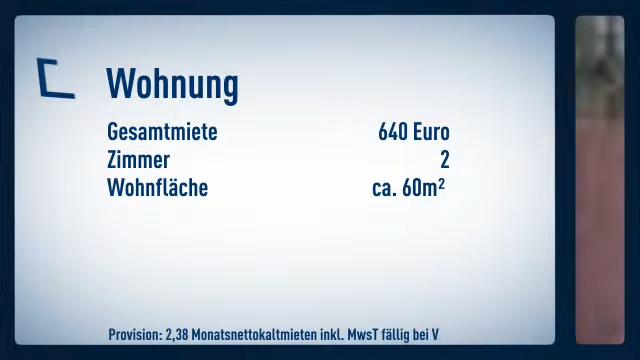 Wohnung
Gesamtmiete 640 Euro
Zimmer 2
Wohnfläche ca. 60m²
Provision: 2,38 Monatsnettokaltmieten inkl. MwsT fällig bei V